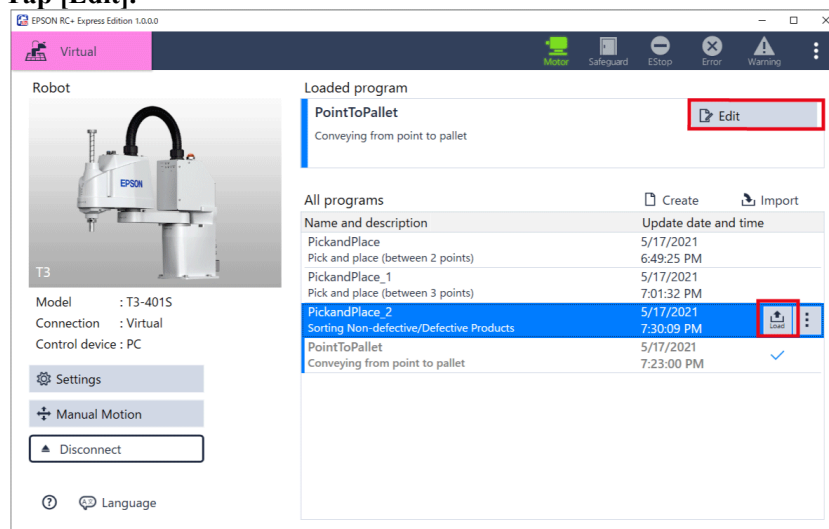 Tap [Edit].
EPSON RC+ Express Edition 1.0.0.0
Virtual
Motor
Safeguard
EStop
Error
Warning
Robot
EPSON
T3
Model : T3-401S
Connection : Virtual
Control device : PC
Settings
Manual Motion
Disconnect
Language
Loaded program
PointToPallet
Edit
Conveying from point to pallet
All programs
Create
Import
Name and description Update date and time
PickandPlace 5/17/2021
Pick and place (between 2 points) 6:49:25 PM
PickandPlace_1 5/17/2021
Pick and place (between 3 points) 7:01:32 PM
PickandPlace_2 5/17/2021
Sorting Non-defective/Defective Products 7:30:09 PM
Load
PointToPallet 5/17/2021
Conveying from point to pallet 7:23:00 PM